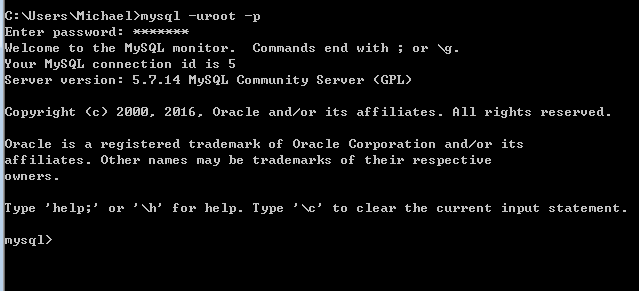 C:\Users\Michael>mysql -uroot -p
Enter password: *******
Welcome to the MySQL monitor.  Commands end with ; or \g.
Your MySQL connection id is 5
Server version: 5.7.14 MySQL Community Server (GPL)
Copyright (c) 2000, 2016, Oracle and/or its affiliates. All rights reserved.
Oracle is a registered trademark of Oracle Corporation and/or its
affiliates. Other names may be trademarks of their respective
owners.
Type 'help;' or '\h' for help. Type '\c' to clear the current input statement.
mysql>